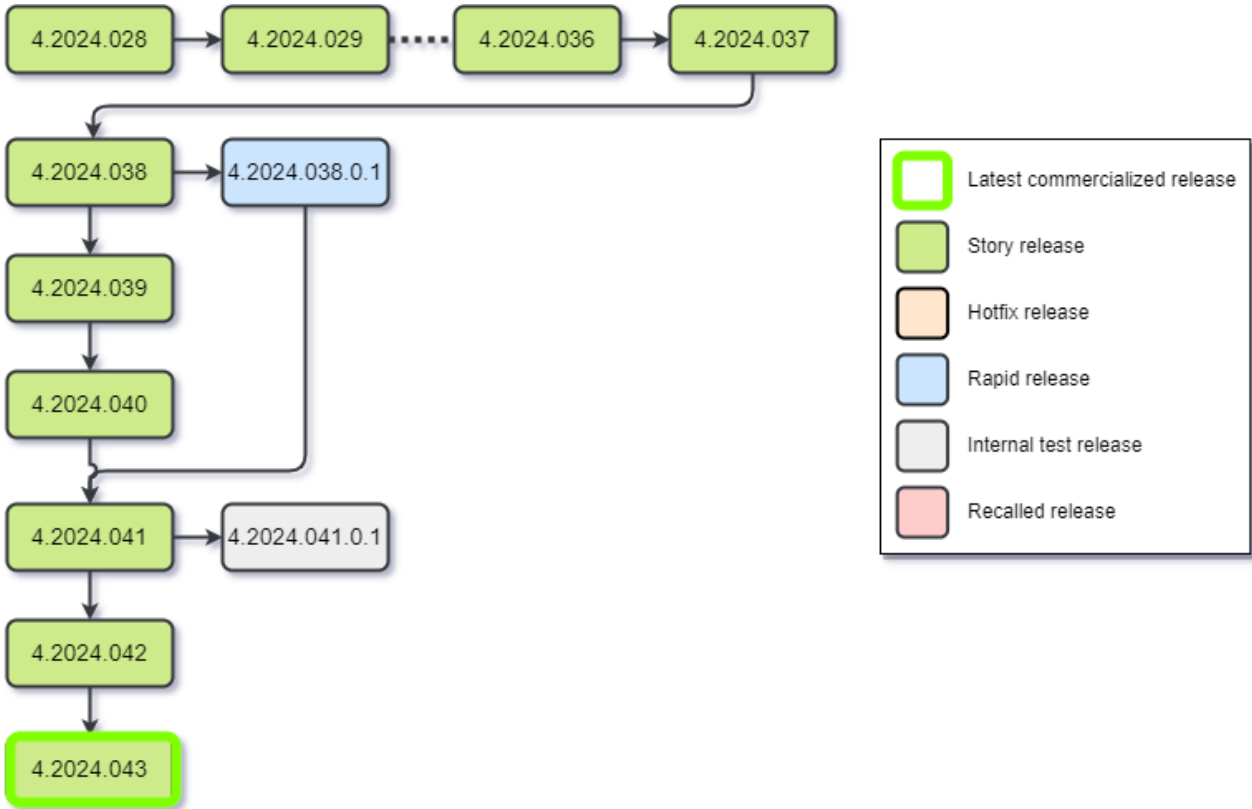 4.2024.028
4.2024.029
4.2024.036
4.2024.037
4.2024.038
4.2024.038.0.1
4.2024.039
4.2024.040
4.2024.041
4.2024.041.0.1
4.2024.042
4.2024.043
Latest commercialized release
Story release
Hotfix release
Rapid release
Internal test release
Recalled release